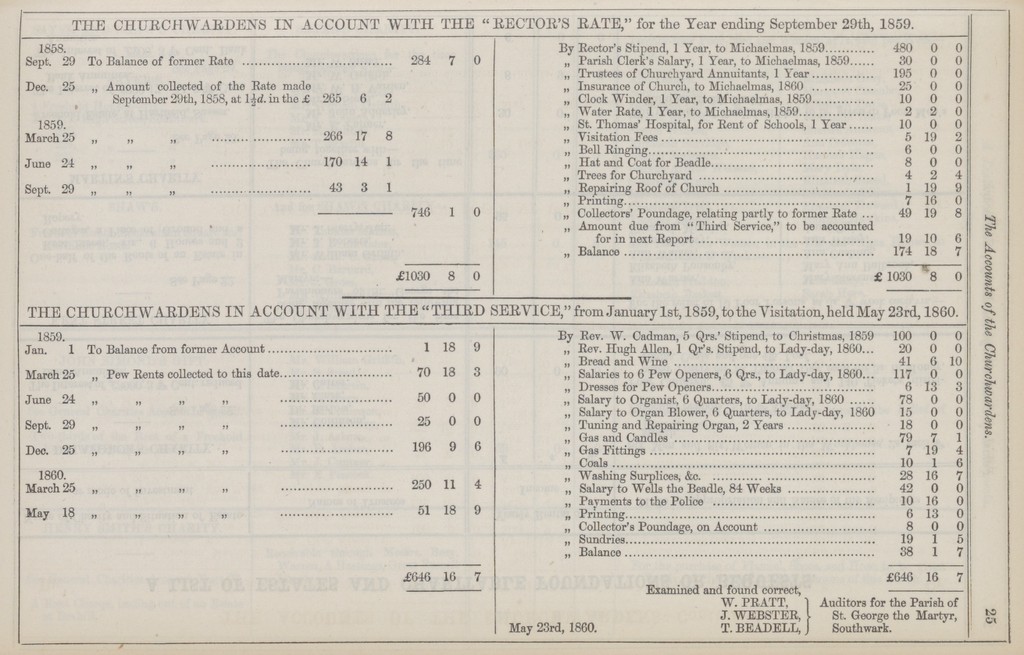 THE CHURCHWARDENS IN ACCOUNT WITH THE "RECTOR'S RATE," for the Year ending September 29th, 1859.
1858.
Sept. 29 To Balance of former Rate ........ 284 7 0
Dec. 25 „ Amount collected of the Rate made
September 29th, 1858, at 1½d. in the £ 265 6 2
1859.
March 25 „ „ „ ........ 266 17 8
June 24 „ „ „ ........ 170 14 1
Sept. 29 „ „ „ ........ 43 3 1
746 1 0
£1030 8 0
By Rector's Stipend, 1 Year, to Michaelmas, 1859........ 480 0 0
„ Parish Clerk's Salary, 1 Year, to Michaelmas, 1859...... 30 0 0
„ Trustees of Churchyard Annuitants, 1 Year ........ 195 0 0
„ Insurance of Church, to Michaelmas, 1860 ........ 25 0 0
„ Clock Winder, 1 Year, to Michaelmas, 1859........ 10 0 0
„ Water Rate, 1 Year, to Michaelmas, 1859........ 2 2 0
„ St. Thomas' Hospital, for Rent of Schools, 1 Year...... 10 0 0
„ Visitation Fees ........ 5 19 2
„ Bell Ringing........ 6 0 0
„ Hat and Coat for Beadle........ 8 0 0
„ Trees for Churchyard ........ 4 2 4
„ Repairing Roof of Church ........ 1 19 9
„ Printing........ 7 16 0
„ Collectors' Poundage, relating partly to former Rate ... 49 19 8
„ Amount due from "Third Service," to be accounted
for in next Report ........ 19 10 6
„ Balance ........ 174 18 7
£ 1030 8 0
THE CHURCHWARDENS IN ACCOUNT WITH THE "THIRD SERVICE," from January 1st, 1859, to the Visitation, held May 23rd, 1860.
1859.
Jan. 1 To Balance from former Account........ 1 18 9
March 25 „ Pew Rents collected to this date........ 70 18 3
June 24 „ „ „ „ ........ 50 0 0
Sept. 29 „ „ „ „ ........ 25 0 0
Dec. 25 „ „ „ „ ........ 196 9 6
1860.
March 25 „ „ „ „ ........ 250 11 4
May 18 „ „ „ „ ........ 51 18 9
£646 16 7
By Rev. W. Cadman, 5 Qrs.' Stipend, to Christmas, 1859 100 0 0
„ Rev. Hugh Allen, 1 Qr's. Stipend, to Lady-day, 1860... 20 0 0
„ Bread and Wine ........ 41 6 10
„ Salaries to 6 Pew Openers, 6 Qrs., to Lady-day, 1860... 117 0 0
„ Dresses for Pew Openers........ 6 13 3
„ Salary to Organist, 6 Quarters, to Lady-day, 1860 ...... 78 0 0
„ Salary to Organ Blower, 6 Quarters, to Lady-day, 1860 15 0 0
„ Tuning and Repairing Organ, 2 Years ........ 18 0 0
„ Gas and Candles ........ 79 7 1
„ Gas Fittings ........ 7 19 4
„ Coals ........ 10 1 6
„ Washing Surplices, &c. ........ 28 16 7
„ Salary to Wells the Beadle, 84 Weeks ........ 42 0 0
„ Payments to the Police ........ 10 16 0
„ Printing........ 6 13 0
„ Collector's Poundage, on Account ........ 8 0 0
„ Sundries........ 19 1 5
„ Balance ........ 38 1 7
£646 16 7
Examined and found correct,
W. PRATT,
J. WEBSTER,
T. BEADELL,
Auditors for the Parish of
St. George the Martyr,
Southwark.
May 23rd, 1860.
The Accounts of the Churchwardens.
25